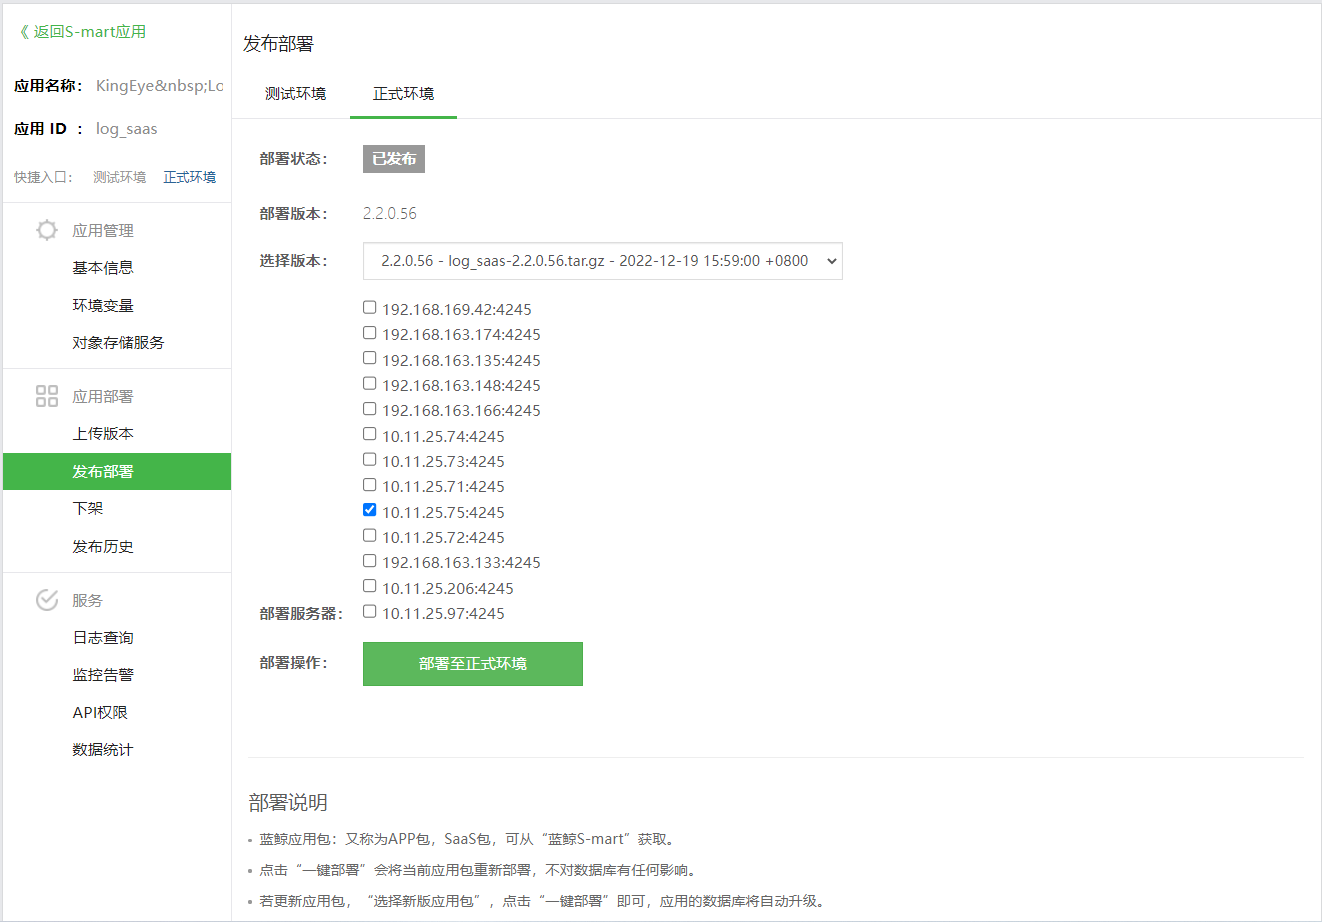 《 返回S-mart应用
应用名称： KingEye&nbsp;Lo
应用 ID ： log_saas
快捷入口： 测试环境 正式环境
应用管理
基本信息
环境变量
对象存储服务
应用部署
上传版本
发布部署
下架
发布历史
服务
日志查询
监控告警
API权限
数据统计
发布部署
测试环境 正式环境
部署状态： 已发布
部署版本： 2.2.0.56
选择版本： 2.2.0.56 - log_saas-2.2.0.56.tar.gz - 2022-12-19 15:59:00 +0800
192.168.169.42:4245
192.168.163.174:4245
192.168.163.135:4245
192.168.163.148:4245
192.168.163.166:4245
10.11.25.74:4245
10.11.25.73:4245
10.11.25.71:4245
10.11.25.75:4245
10.11.25.72:4245
192.168.163.133:4245
10.11.25.206:4245
部署服务器： 10.11.25.97:4245
部署操作： 部署至正式环境
部署说明
蓝鲸应用包：又称为APP包，SaaS包，可从“蓝鲸S-mart”获取。
点击“一键部署”会将当前应用包重新部署，不对数据库有任何影响。
若更新应用包，“选择新版应用包”，点击“一键部署”即可，应用的数据库将自动升级。